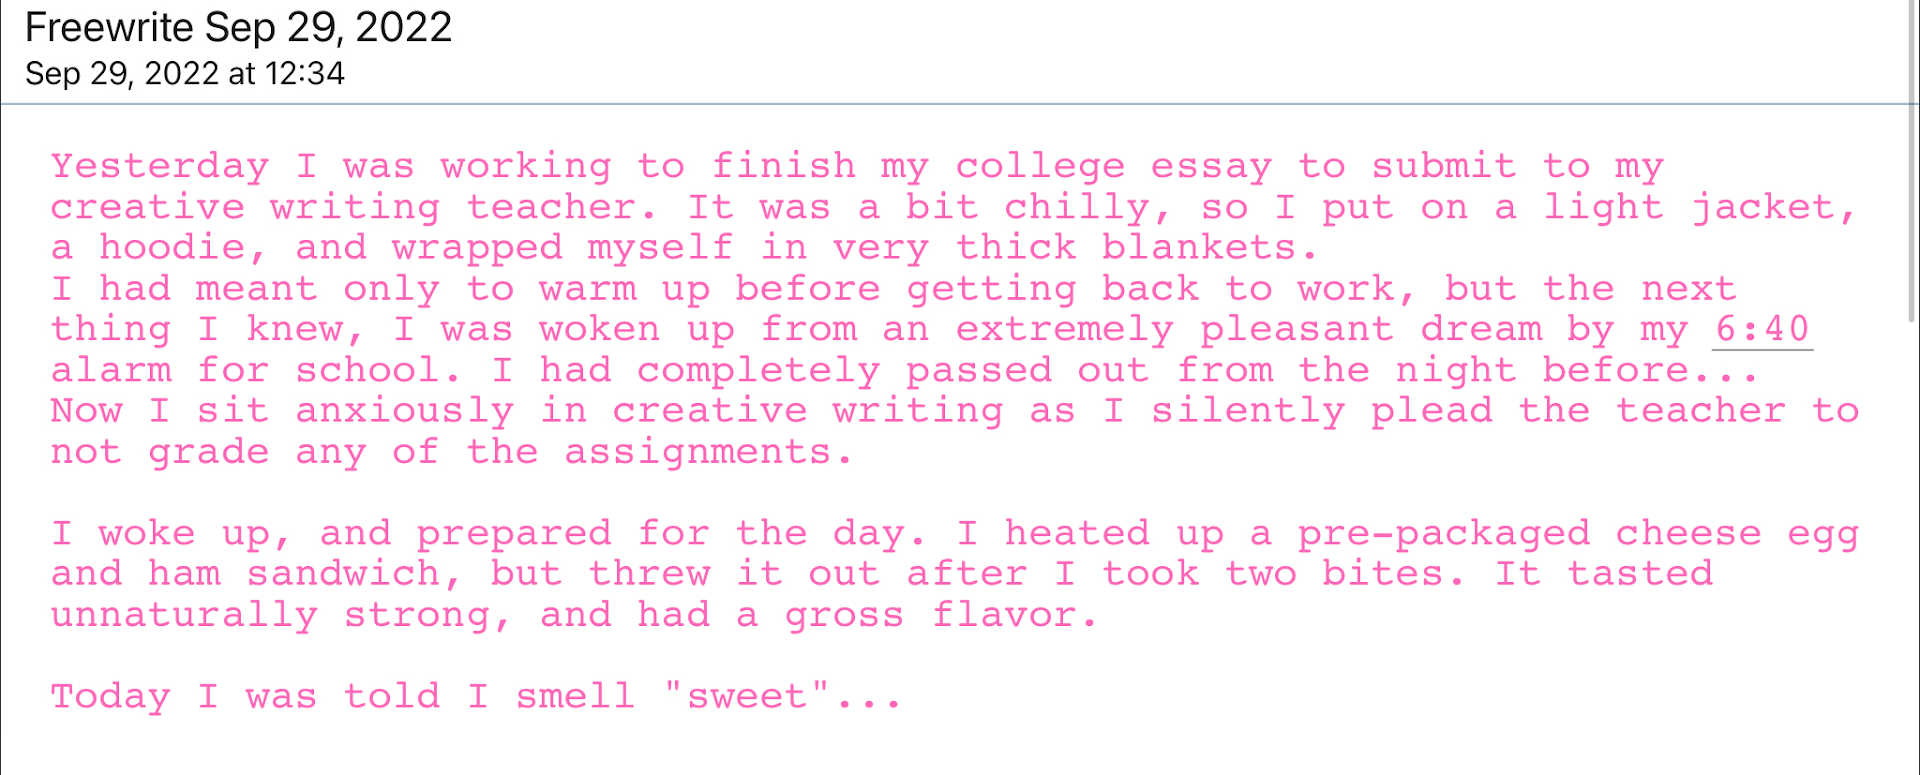 Freewrite Sep 29, 2022
Sep 29, 2022 at 12:34
Yesterday I was working to finish my college essay to submit to my
creative writing teacher. It was a bit chilly, so I put on a light jacket,
a hoodie, and wrapped myself in very thick blankets.
I had meant only to warm up before getting back to work, but the next
thing I knew, I was woken up from an extremely pleasant dream by my 6:40
alarm for school. I had completely passed out from the night before...
Now I sit anxiously in creative writing as I silently plead the teacher to
not grade any of the assignments.
I woke up, and prepared for the day. I heated up a pre-packaged cheese egg
and ham sandwich, but threw it out after I took two bites. It tasted
unnaturally strong, and had a gross flavor.
Today I was told I smell "sweet"...